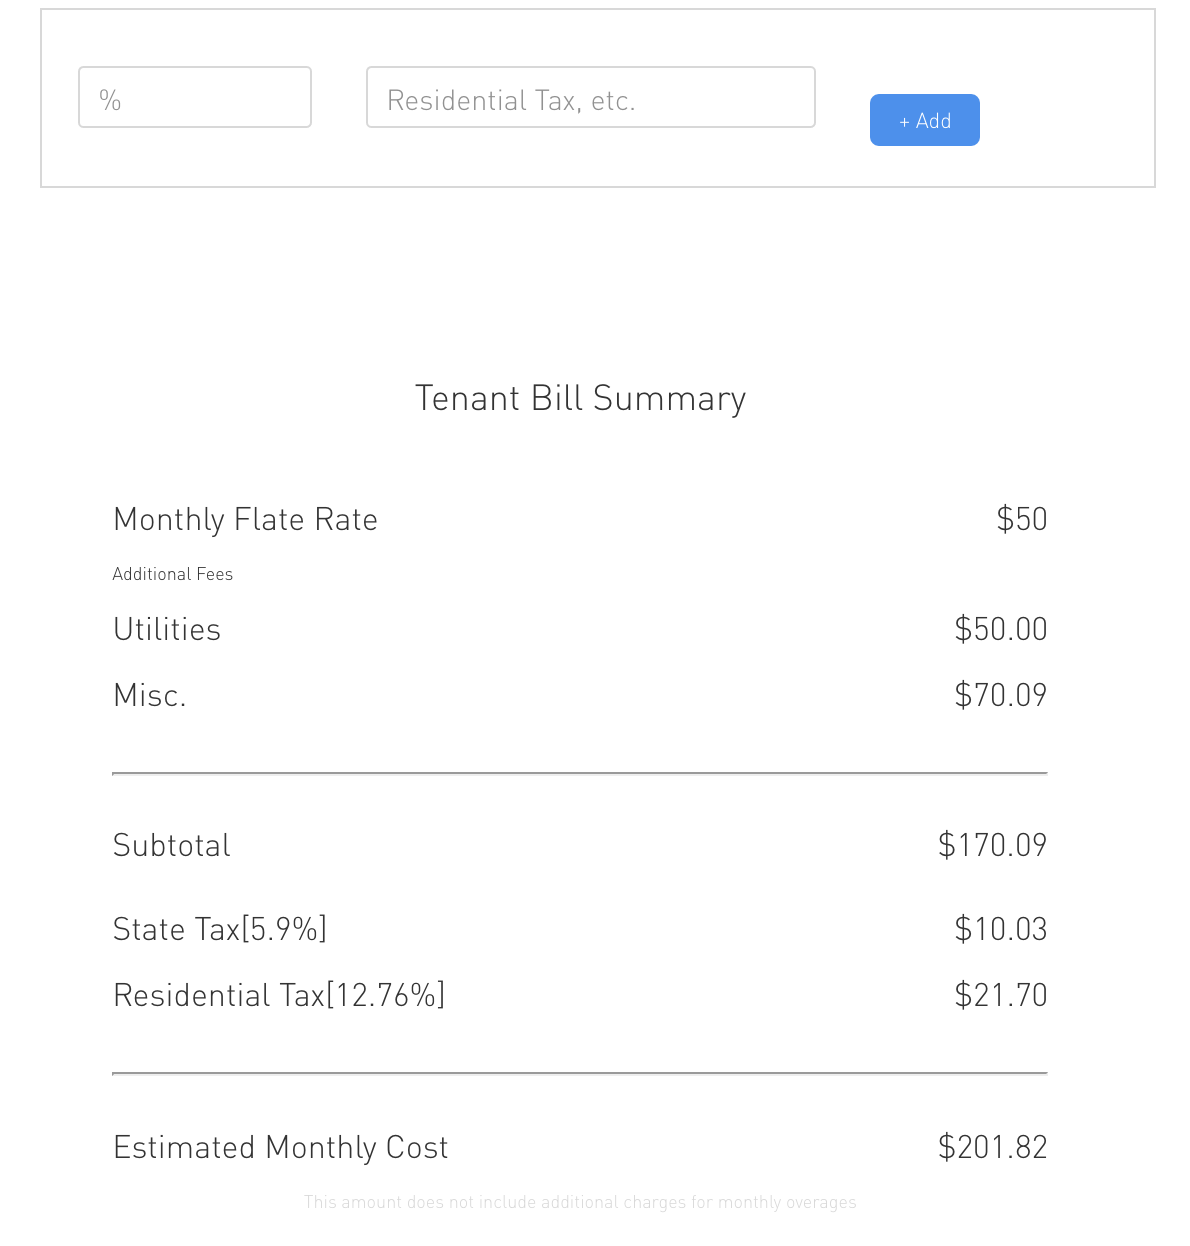 %
Residential Tax, etc.
+ Add
Tenant Bill Summary
Monthly Flate Rate $50
Additional Fees
Utilities $50.00
Misc. $70.09
Subtotal $170.09
State Tax[5.9%] $10.03
Residential Tax[12.76%] $21.70
Estimated Monthly Cost $201.82
This amount does not include additional charges for monthly overages